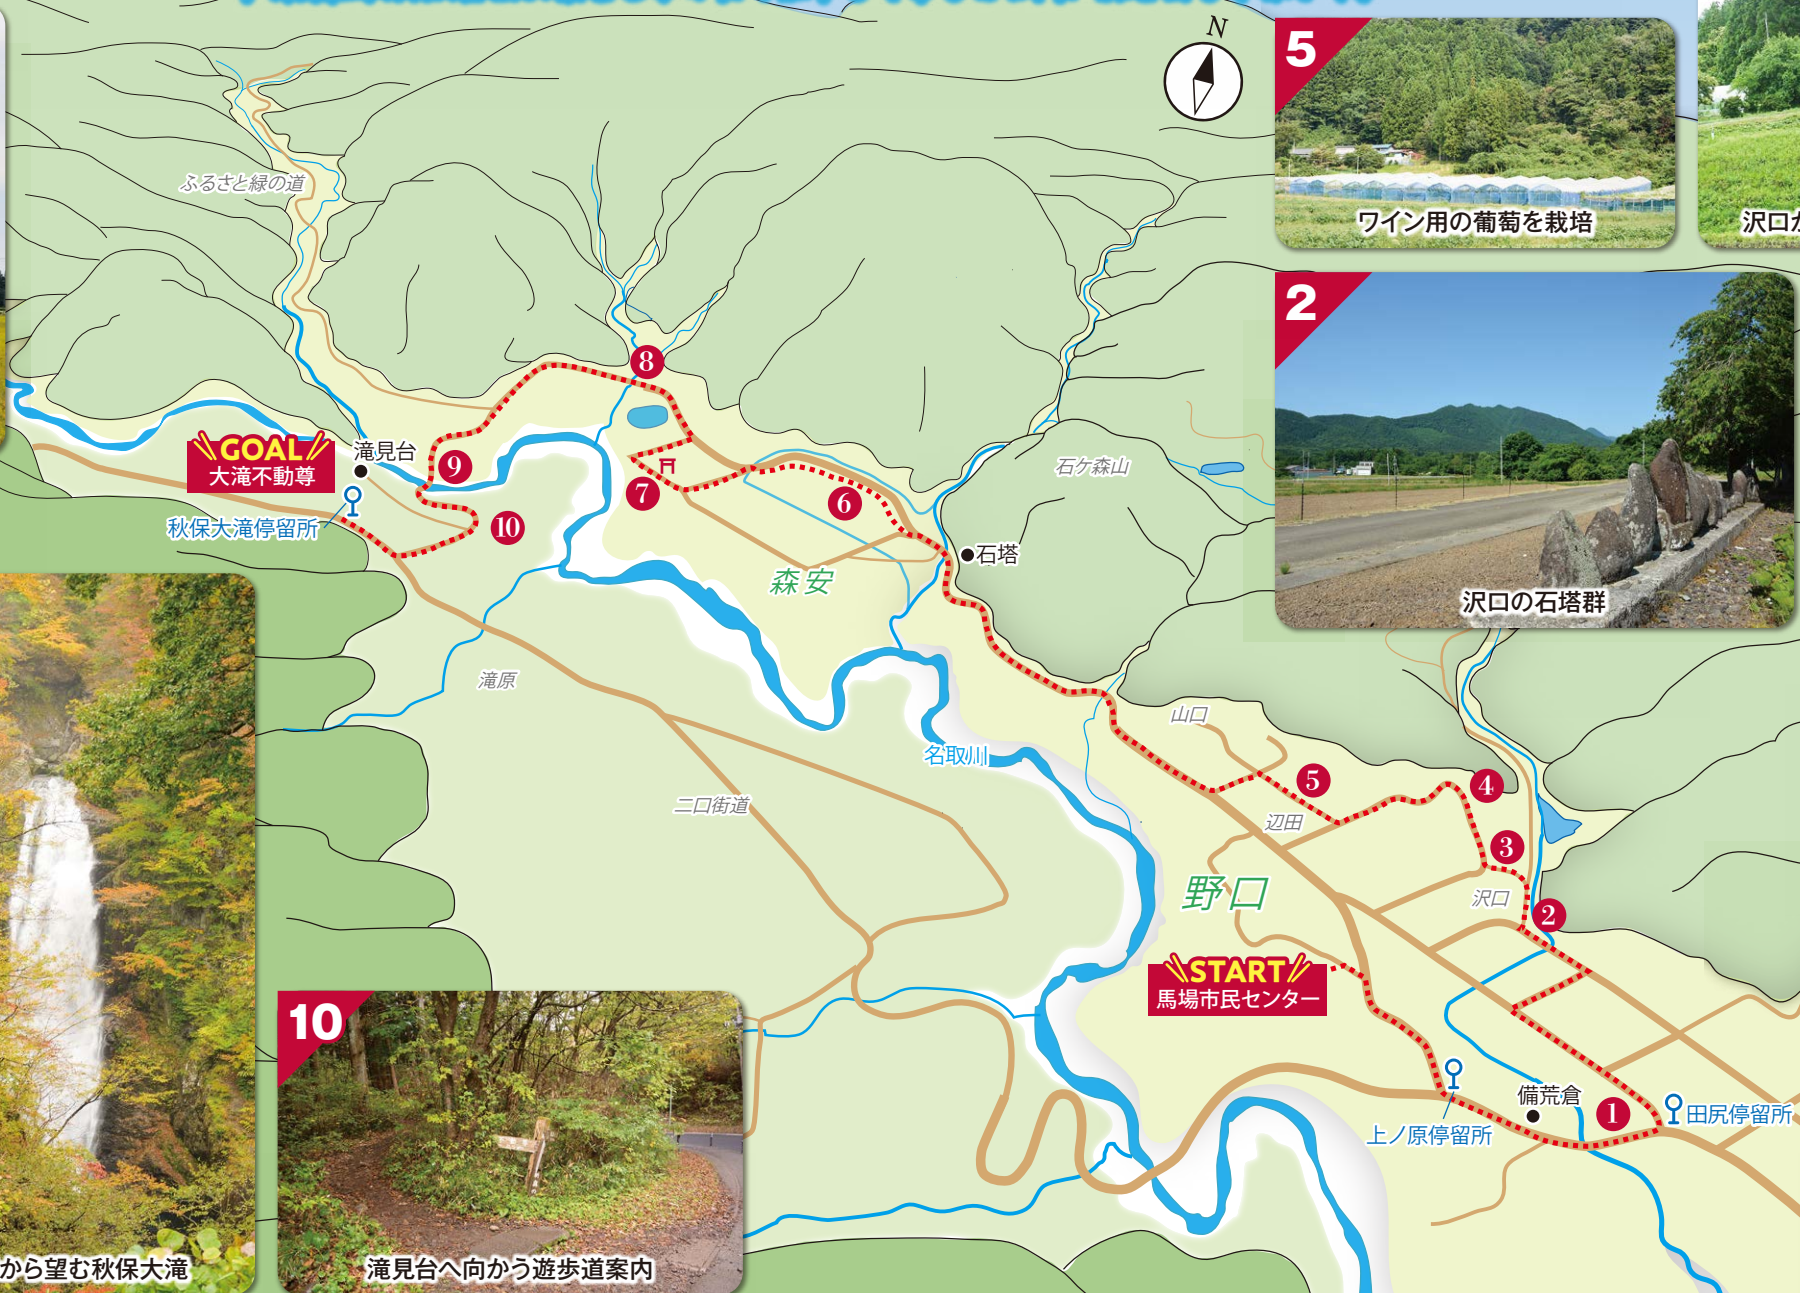 N
5
ワイン用の葡萄を栽培
沢口
2
沢口の石塔群
ふるさと緑の道
8
GOAL
大滝不動尊
滝見台
9
秋保大滝停留所
10
7
6
石ケ森山
石塔
森安
滝原
名取川
山口
二口街道
5
4
辺田
3
野口
沢口
2
START
馬場市民センター
備荒倉
1
田尻停留所
上ノ原停留所
10
滝見台へ向かう遊歩道案内
から望む秋保大滝